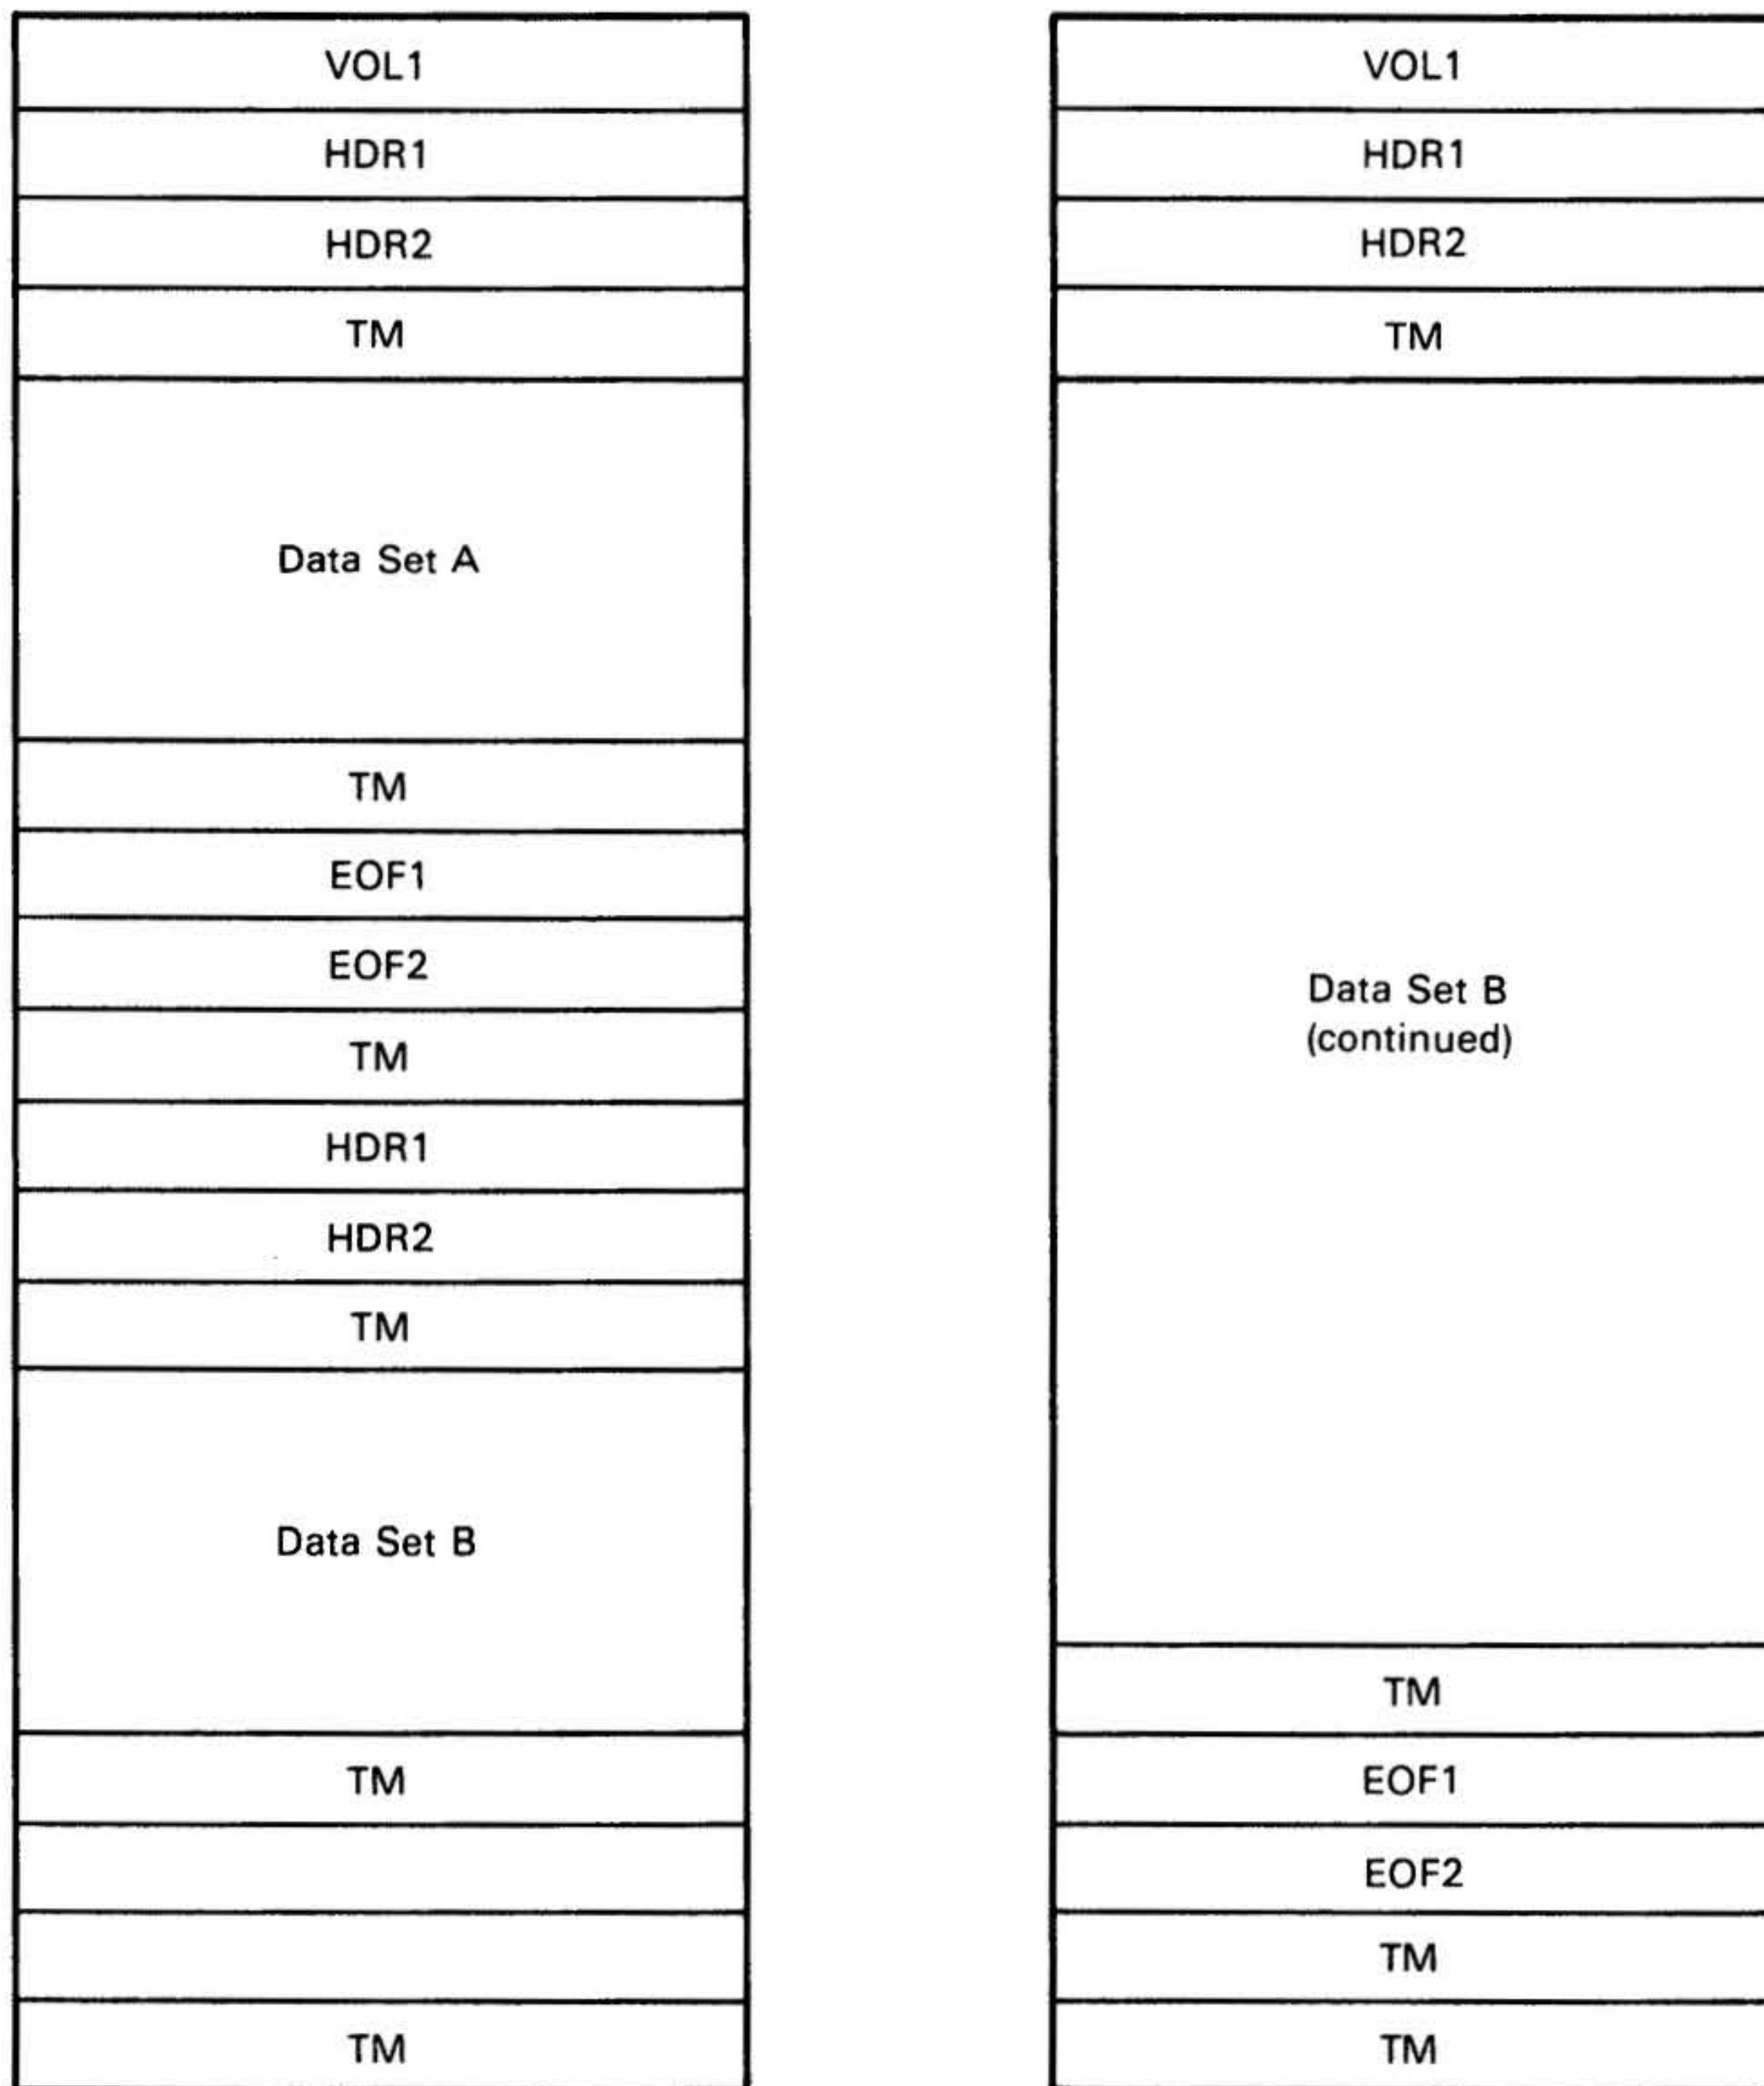 VOL1
HDR1
HDR2
TM
Data Set A
TM
EOF1
EOF2
TM
HDR1
HDR2
TM
Data Set B
TM
TM
VOL1
HDR1
HDR2
TM
Data Set B
(continued)
TM
EOF1
EOF2
TM
TM